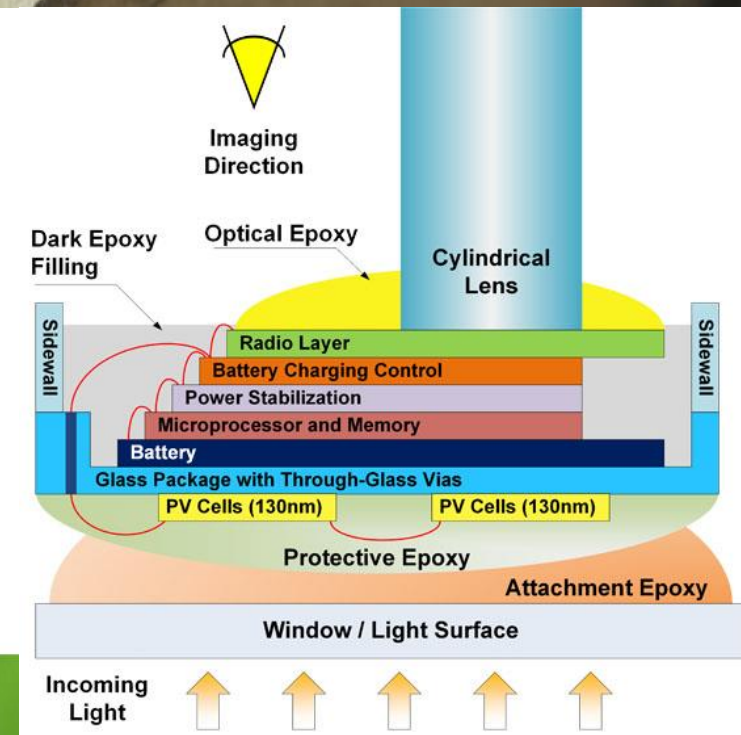 Imaging
Direction
Dark Epoxy
Filling
Optical Epoxy
Cylindrical
Lens
Sidewall
Sidewall
Radio Layer
Battery Charging Control
Power Stabilization
Microprocessor and Memory
Battery
Glass Package with Through-Glass Vias
PV Cells (130nm)
PV Cells (130nm)
Protective Epoxy
Attachment Epoxy
Window / Light Surface
Incoming
Light